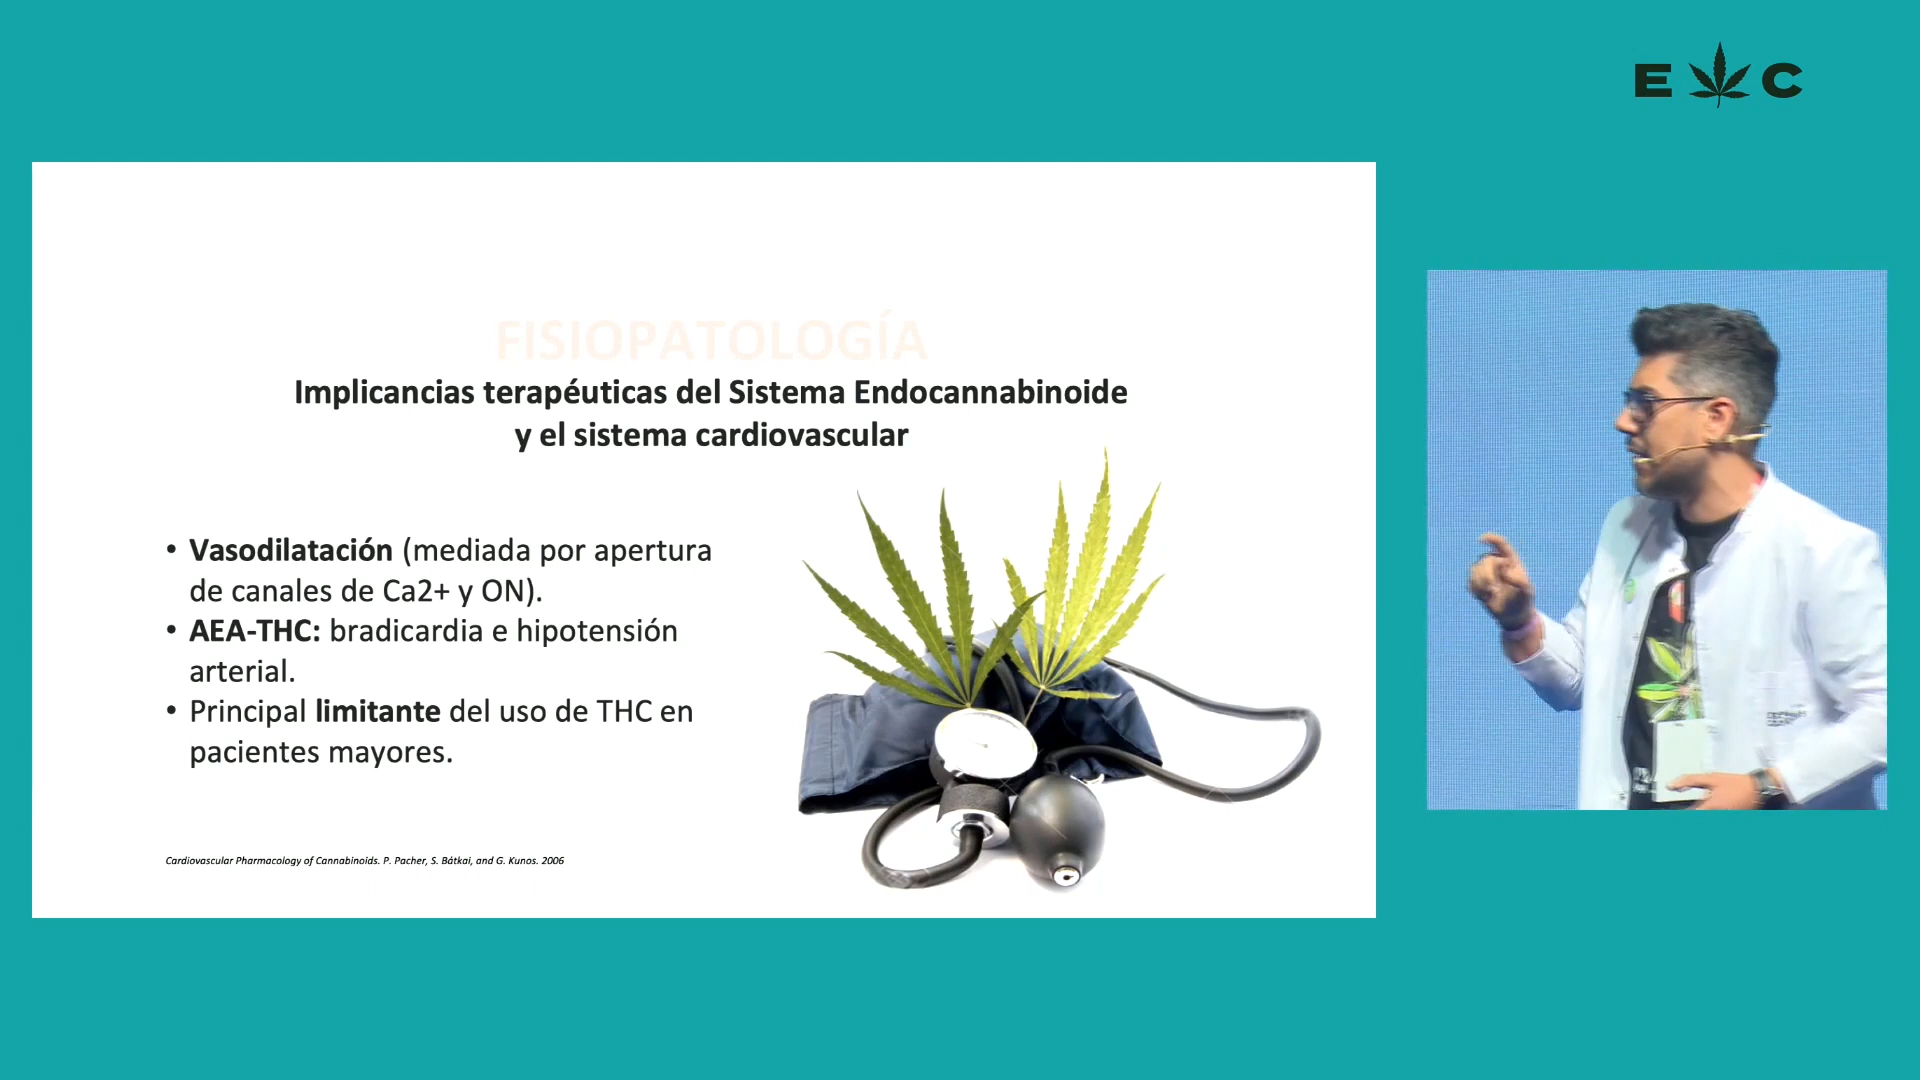 E C
FISIOPATOLOGÍA
Implicancias terapéuticas del Sistema Endocannabinoide
y el sistema cardiovascular
• Vasodilatación (mediada por apertura
de canales de Ca2+ y ON).
• AEA-THC: bradicardia e hipotensión
arterial.
• Principal limitante del uso de THC en
pacientes mayores.
Cardiovascular Pharmacology of Cannabinoids. P. Pacher, S. Bátkai, and G. Kunos. 2006